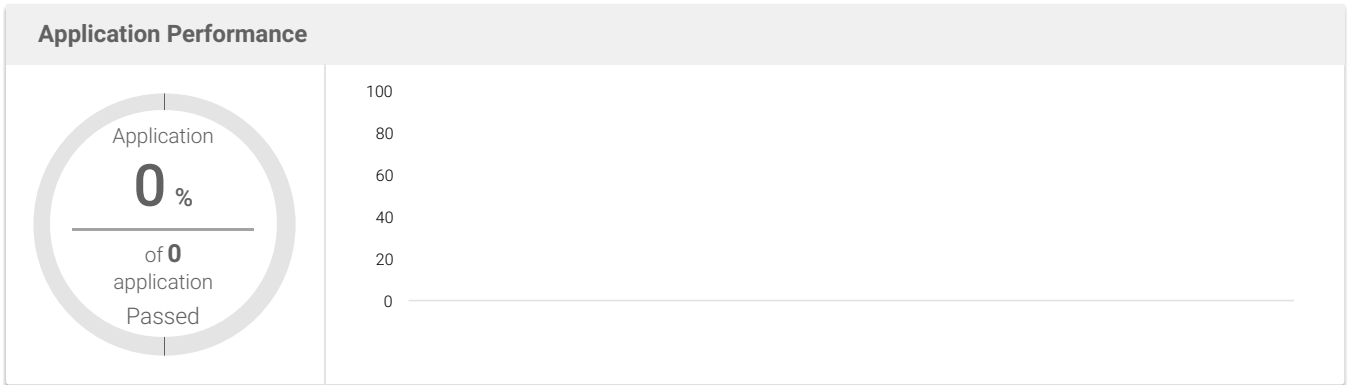 Application Performance
Application
0 %
of 0
application
Passed
100
80
60
40
20
0